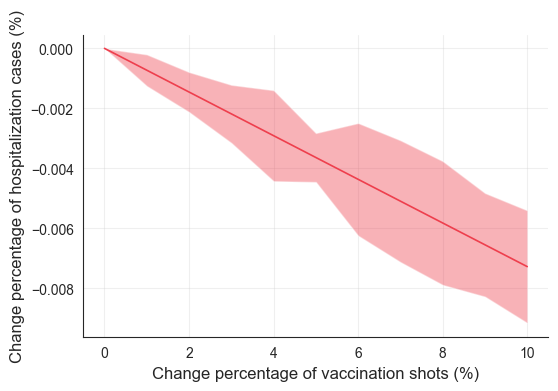 Change percentage of hospitalization cases (%)
0.000
−0.002
−0.004
−0.006
−0.008
0 2 4 6 8 10
Change percentage of vaccination shots (%)